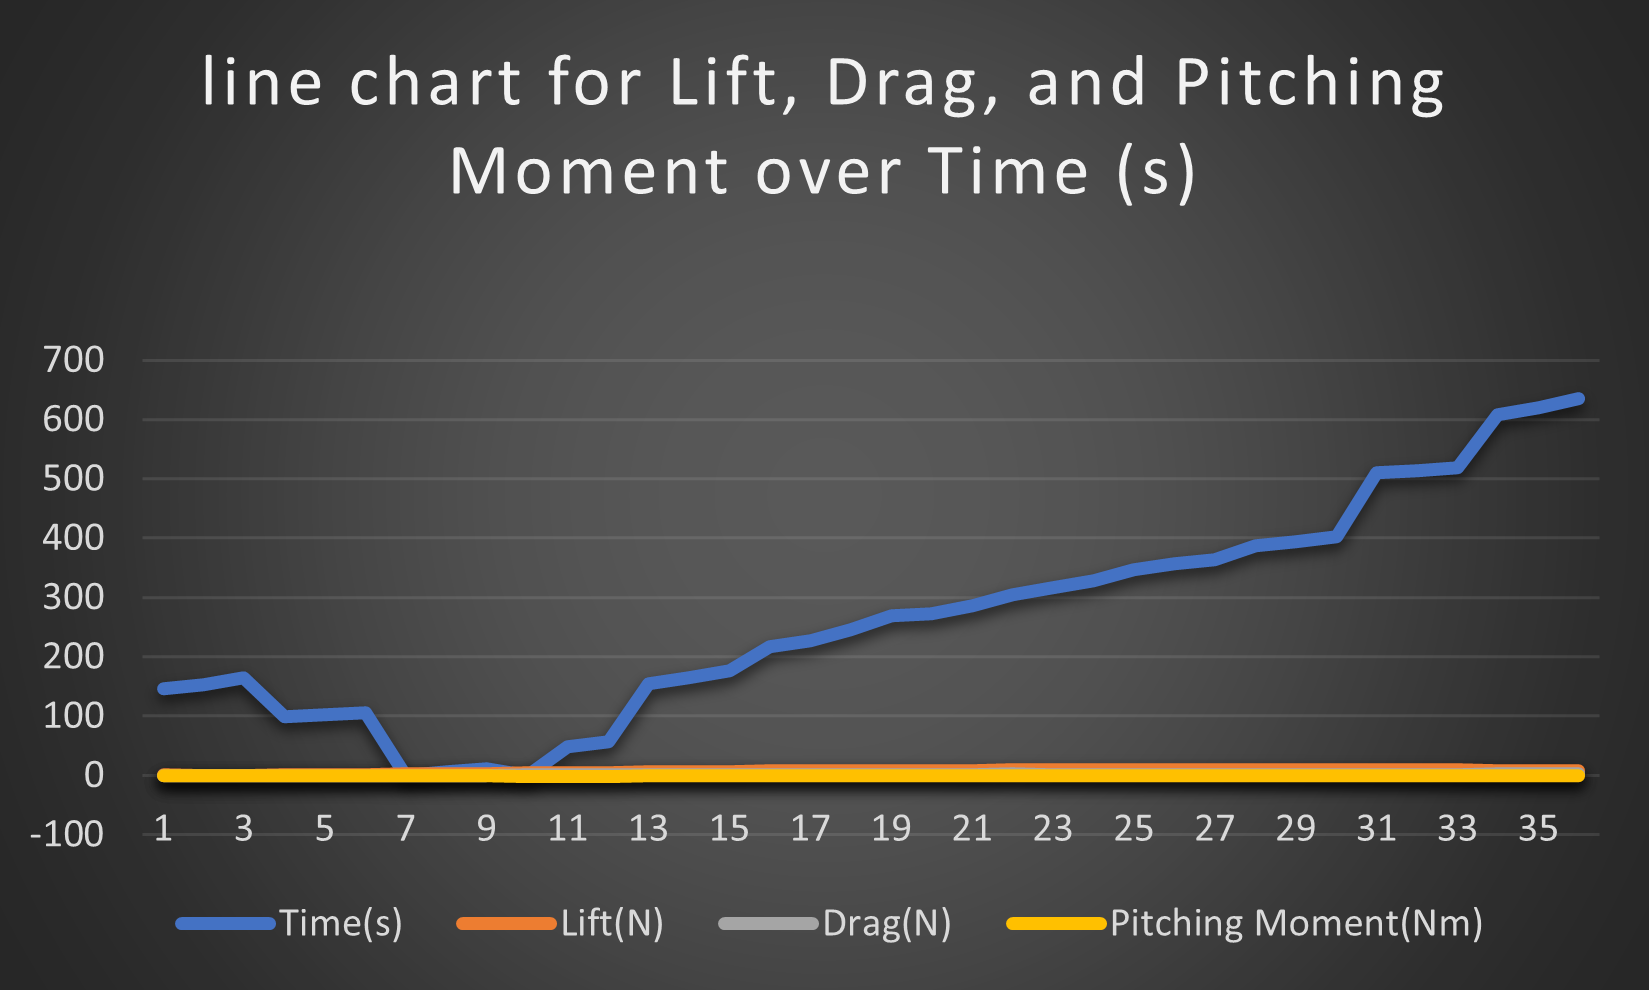 line chart for Lift, Drag, and Pitching
Moment over Time (s)
700
600
500
400
300
200
100
0
-100
1 3 5 7 9 11 13 15 17 19 21 23 25 27 29 31 33 35
Time(s) Lift(N) Drag(N) Pitching Moment(Nm)